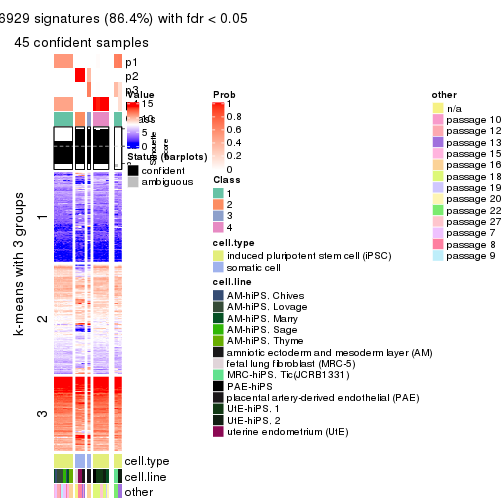 6929 signatures (86.4%) with fdr < 0.05
45 confident samples
p1
p2
p3
Value
15
10
5
0
Status (barplots)
confident
ambiguous
Prob
1
0.8
0.6
0.4
0.2
0
Class
1
2
3
4
cell.type
induced pluripotent stem cell (iPSC)
somatic cell
cell.line
AM-hiPS. Chives
AM-hiPS. Lovage
AM-hiPS. Marry
AM-hiPS. Sage
AM-hiPS. Thyme
amniotic ectoderm and mesoderm layer (AM)
fetal lung fibroblast (MRC-5)
MRC-hiPS. Tic(JCRB1331)
PAE-hiPS
placental artery-derived endothelial (PAE)
UtE-hiPS. 1
UtE-hiPS. 2
uterine endometrium (UtE)
other
n/a
passage 10
passage 12
passage 13
passage 15
passage 16
passage 18
passage 19
passage 20
passage 22
passage 27
passage 7
passage 8
passage 9
k-means with 3 groups
1
2
3
cell.type
cell.line
other